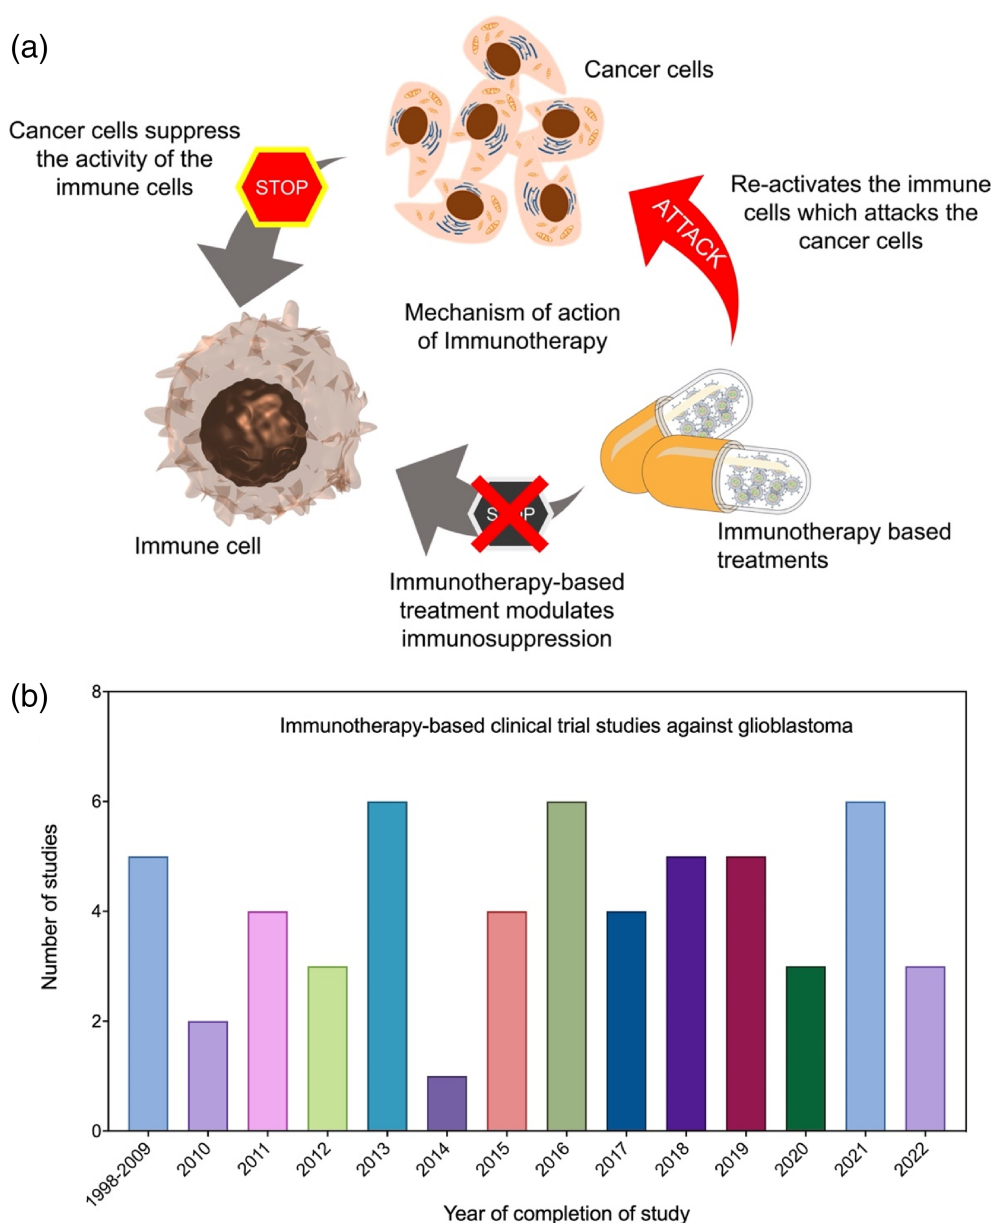 (a)
Cancer cells
Cancer cells suppress
the activity of the
immune cells
STOP
Re-activates the immune
cells which attacks the
cancer cells
ATTACK
Mechanism of action
of Immunotherapy
Immune cell
STOP
Immunotherapy based
treatments
Immunotherapy-based
treatment modulates
immunosuppression
(b)
Immunotherapy-based clinical trial studies against glioblastoma
Number of studies
8
6
4
2
0
1998-2009
2010
2011
2012
2013
2014
2015
2016
2017
2018
2019
2020
2021
2022
Year of completion of study